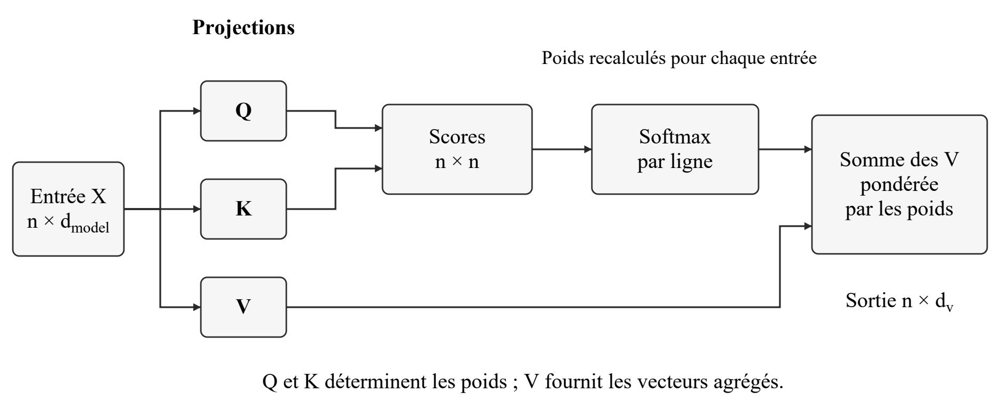 Projections
Poids recalculés pour chaque entrée
Entrée X
n × d_model
Q
K
V
Scores
n × n
Softmax
par ligne
Somme des V
pondérée
par les poids
Sortie n × d_v
Q et K déterminent les poids ; V fournit les vecteurs agrégés.